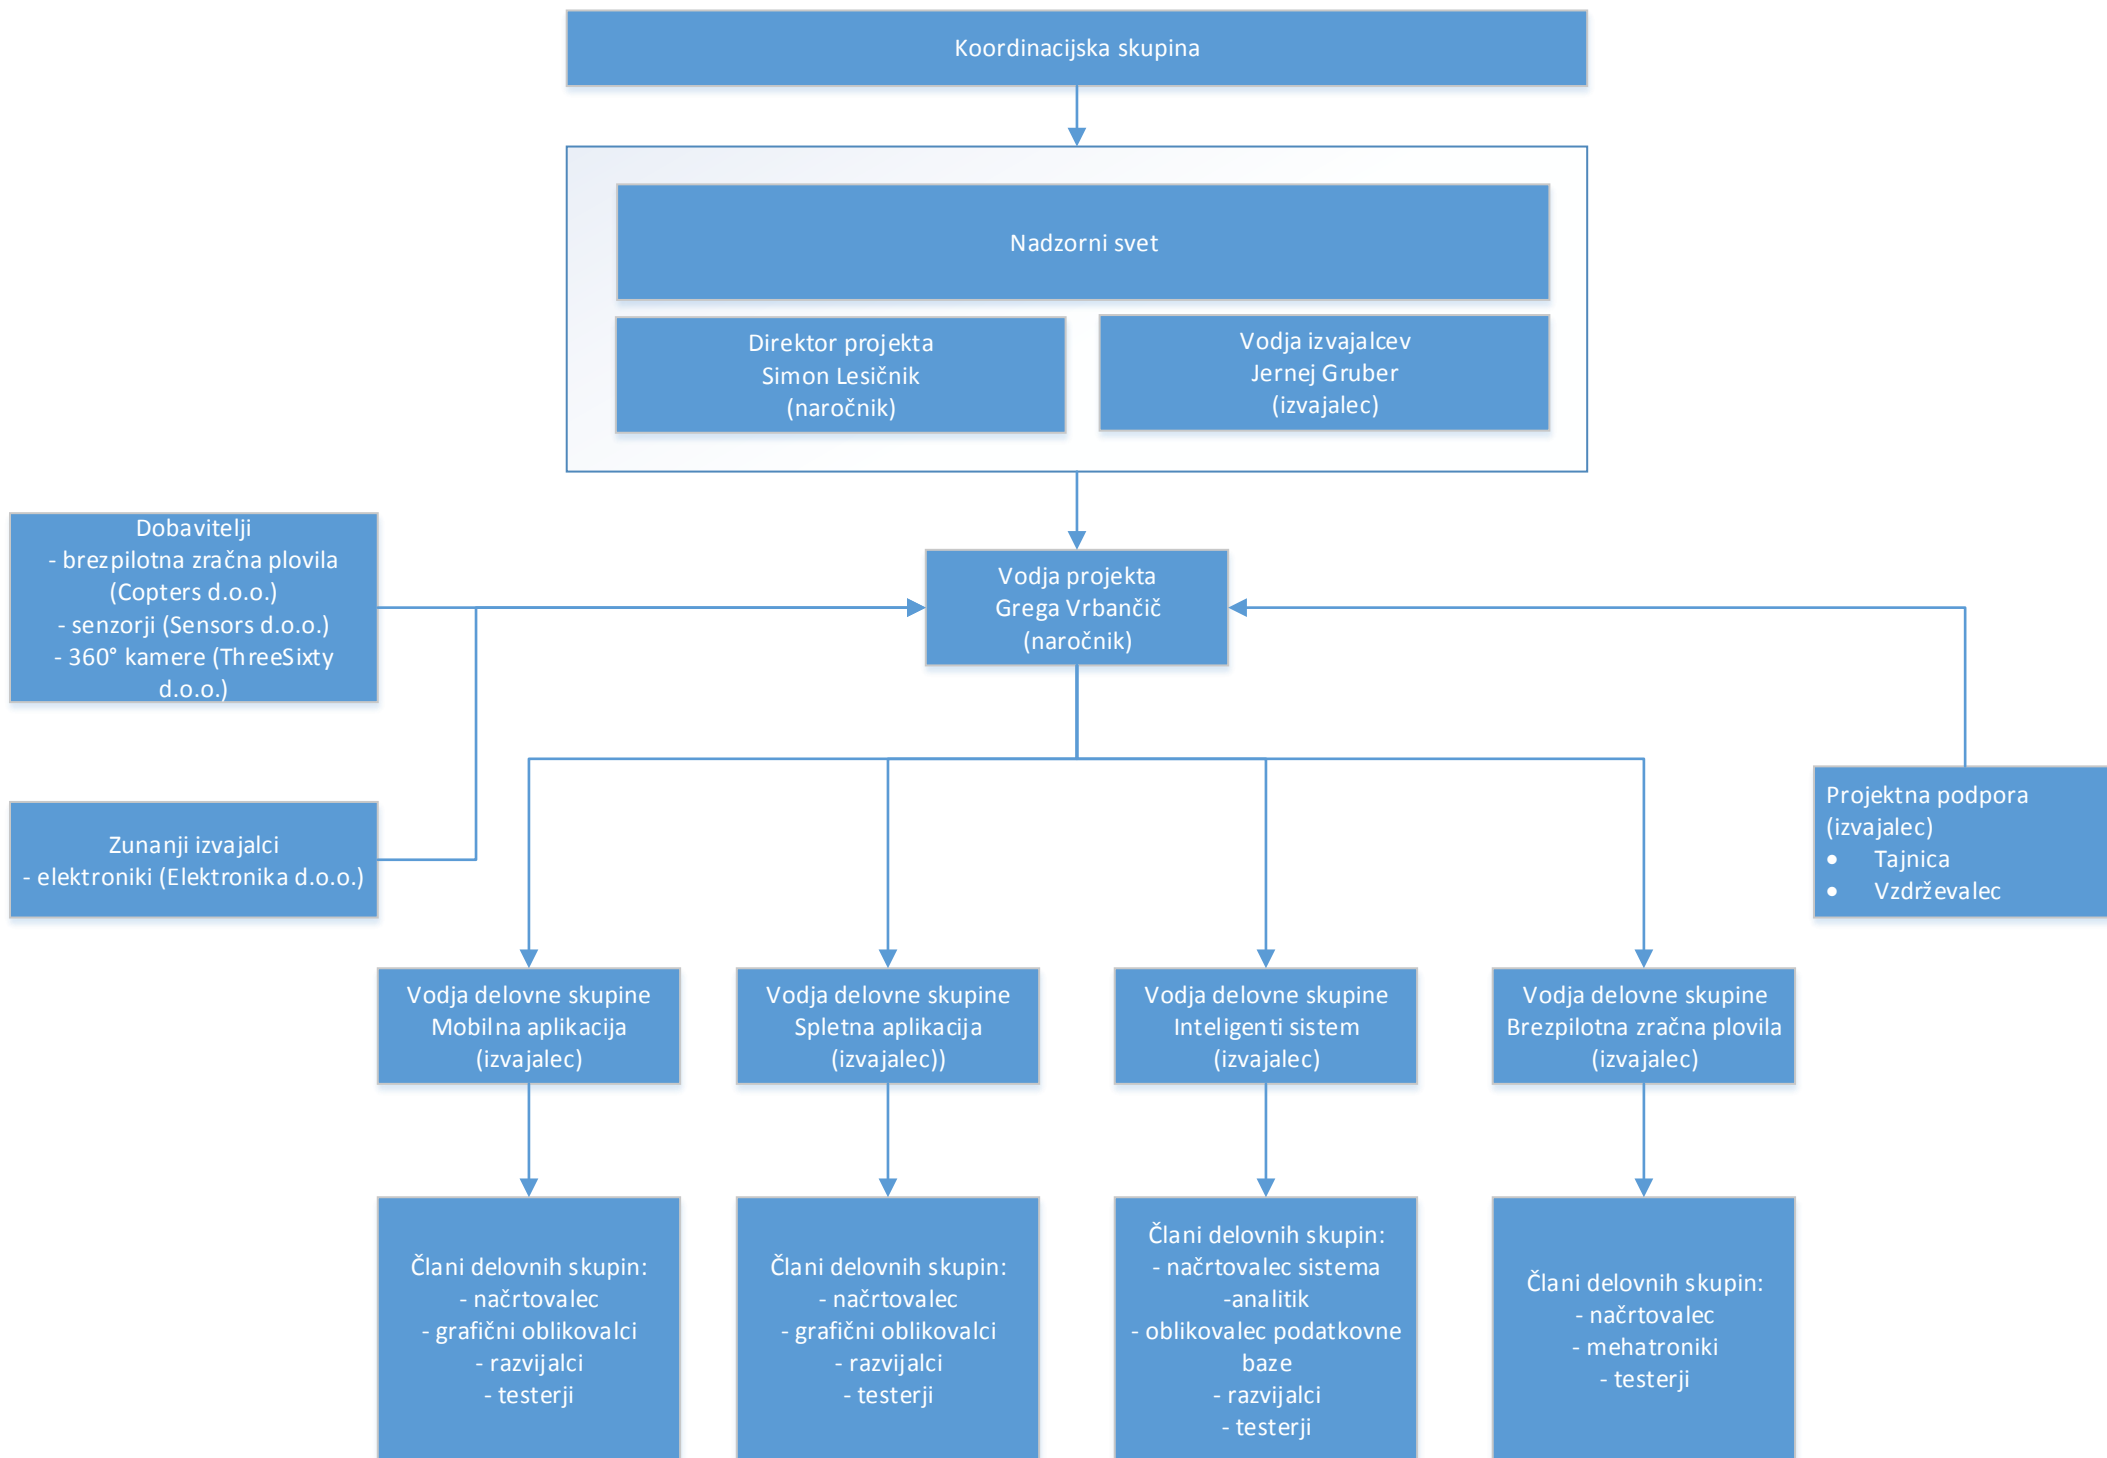 Koordinacijska skupina
Nadzorni svet
Direktor projekta
Simon Lesičnik
(naročnik)
Vodja izvajalcev
Jernej Gruber
(izvajalec)
Dobavitelji
- brezpilotna zračna plovila
(Copters d.o.o.)
- senzorji (Sensors d.o.o.)
- 360° kamere (ThreeSixty
d.o.o.)
Vodja projekta
Grega Vrbančič
(naročnik)
Zunanji izvajalci
- elektroniki (Elektronika d.o.o.)
Projektna podpora
(izvajalec)
• Tajnica
• Vzdrževalec
Vodja delovne skupine
Mobilna aplikacija
(izvajalec)
Vodja delovne skupine
Spletna aplikacija
(izvajalec))
Vodja delovne skupine
Inteligenti sistem
(izvajalec)
Vodja delovne skupine
Brezpilotna zračna plovila
(izvajalec)
Člani delovnih skupin:
- načrtovalec
- grafični oblikovalci
- razvijalci
- testerji
Člani delovnih skupin:
- načrtovalec
- grafični oblikovalci
- razvijalci
- testerji
Člani delovnih skupin:
- načrtovalec sistema
-analitik
- oblikovalec podatkovne
baze
- razvijalci
- testerji
Člani delovnih skupin:
- načrtovalec
- mehatroniki
- testerji